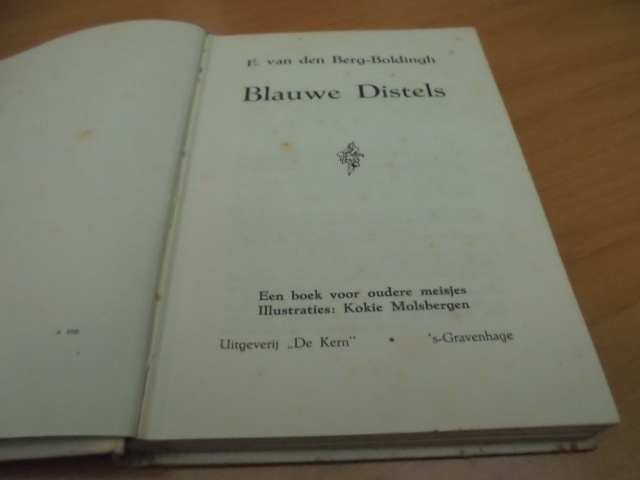 E. van den Berg-Boldingh
Blauwe Distels
Een boek voor oudere meisjes
Illustraties: Kokie Molsbergen
Uitgeverij „De Kern" * 's-Gravenhage